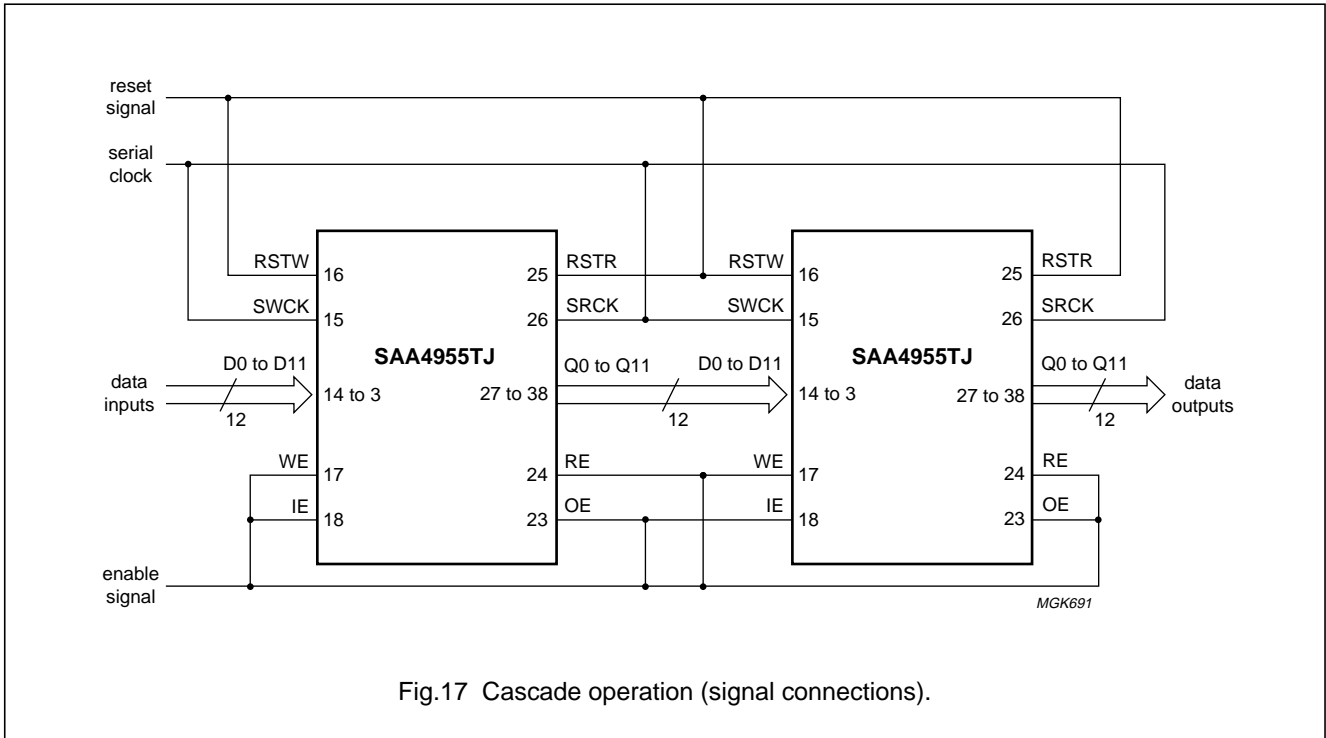 reset
signal
serial
clock
RSTW
16
25
RSTR
RSTW
16
25
RSTR
SWCK
15
26
SRCK
SWCK
15
26
SRCK
SAA4955TJ
SAA4955TJ
data
inputs
D0 to D11
12
14 to 3
27 to 38
Q0 to Q11
D0 to D11
12
14 to 3
27 to 38
Q0 to Q11
12
data
outputs
WE
17
24
RE
WE
17
24
RE
IE
18
23
OE
IE
18
23
OE
enable
signal
MGK691
Fig.17 Cascade operation (signal connections).